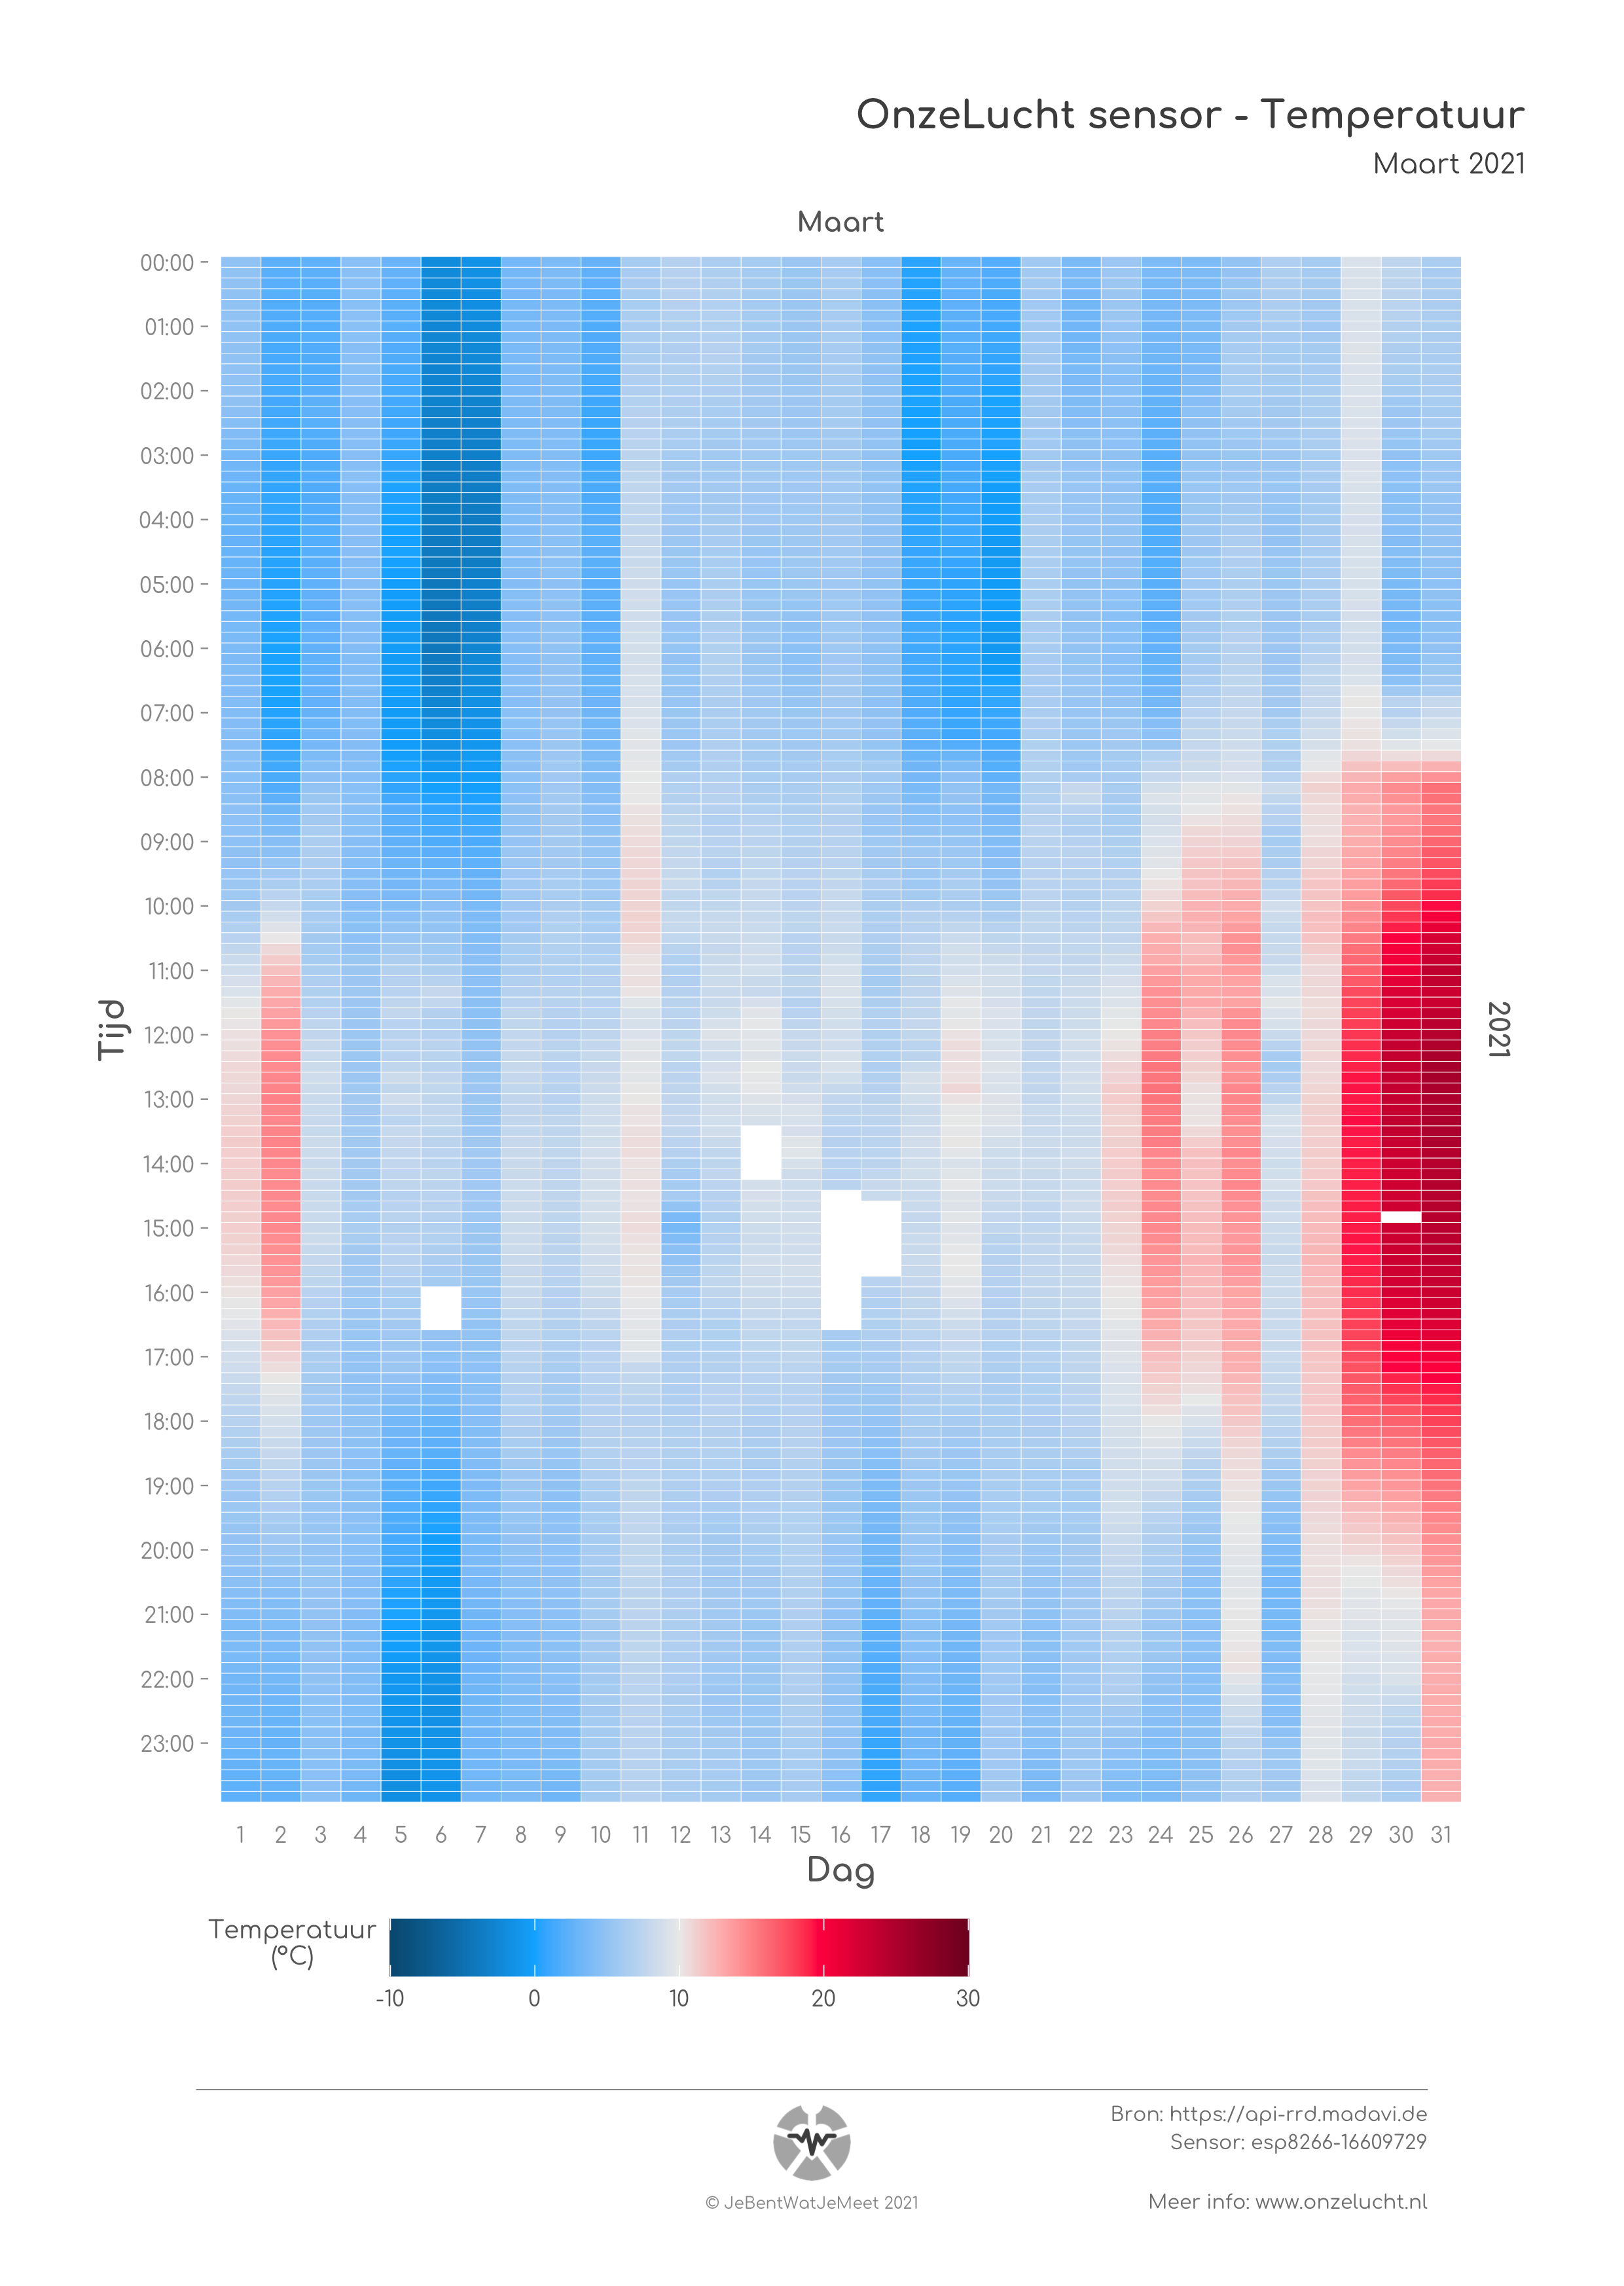 OnzeLucht sensor - Temperatuur
Maart 2021
Maart
00:00
01:00
02:00
03:00
04:00
05:00
06:00
07:00
08:00
09:00
10:00
11:00
12:00
13:00
14:00
15:00
16:00
17:00
18:00
19:00
20:00
21:00
22:00
23:00
Tijd
2021
1 2 3 4 5 6 7 8 9 10 11 12 13 14 15 16 17 18 19 20 21 22 23 24 25 26 27 28 29 30 31
Dag
Temperatuur
(°C)
-10 0 10 20 30
Bron: https://api-rrd.madavi.de
Sensor: esp8266-16609729
© JeBentWatJeMeet 2021
Meer info: www.onzelucht.nl